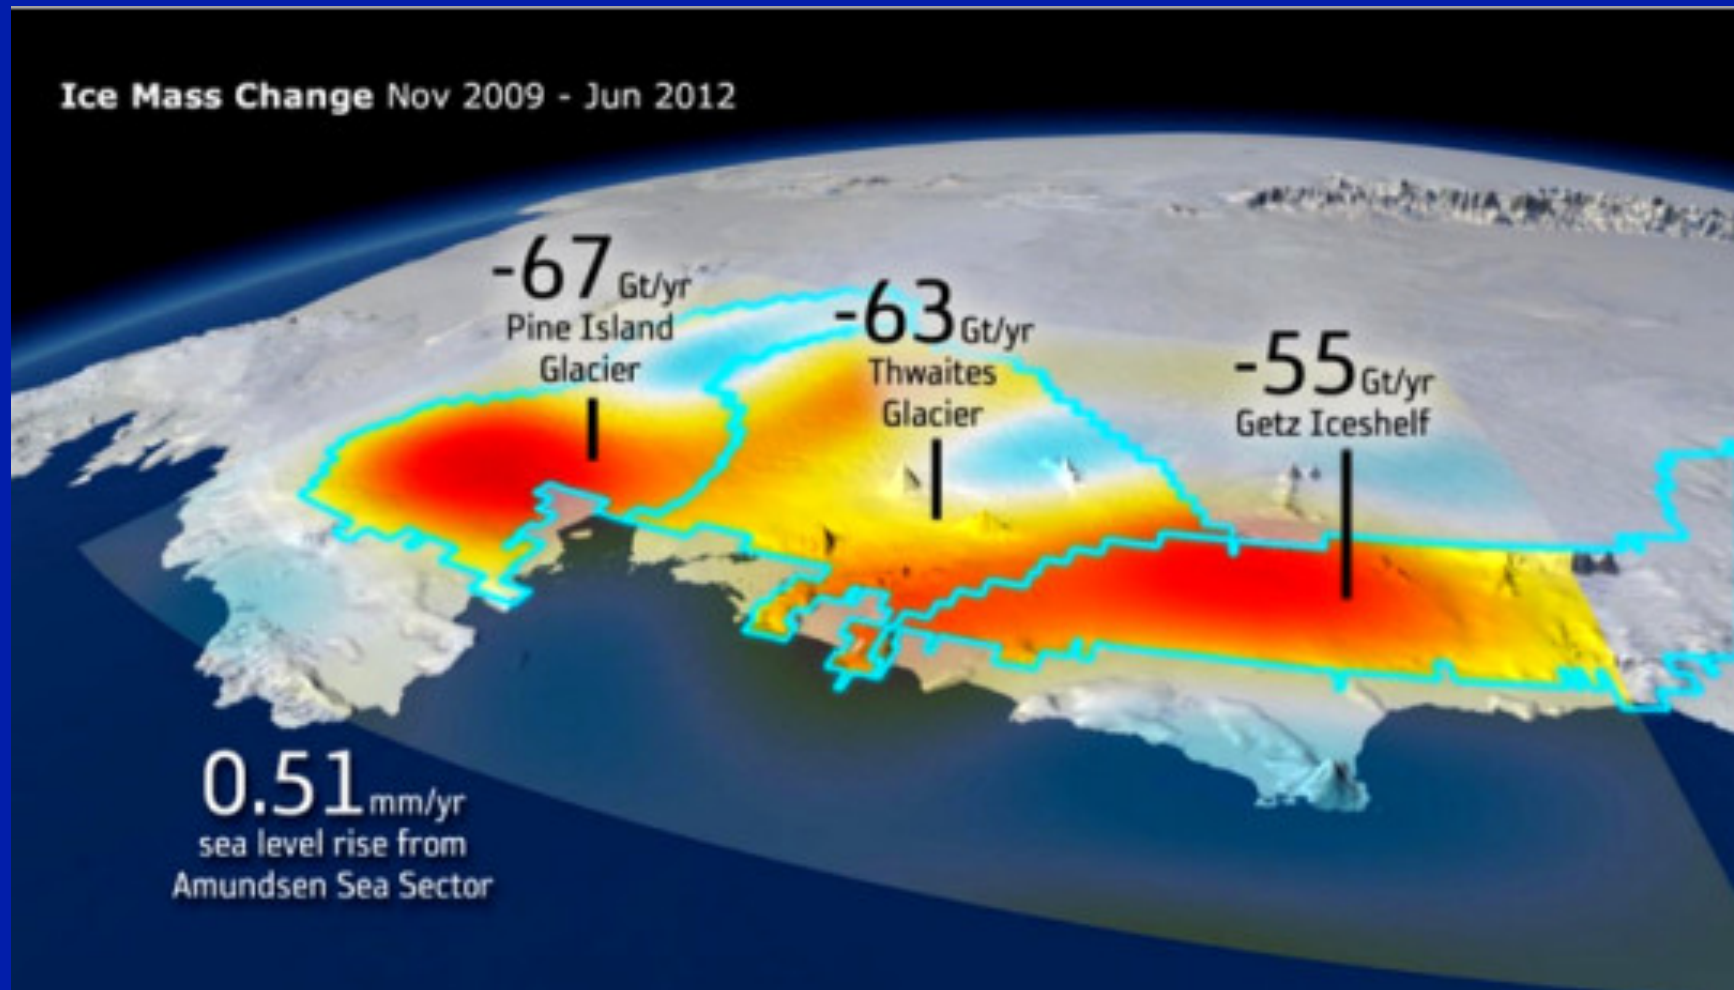 Ice Mass Change Nov 2009 - Jun 2012
-67 Gt/yr
Pine Island
Glacier
-63 Gt/yr
Thwaites
Glacier
-55 Gt/yr
Getz Iceshelf
0.51 mm/yr
sea level rise from
Amundsen Sea Sector